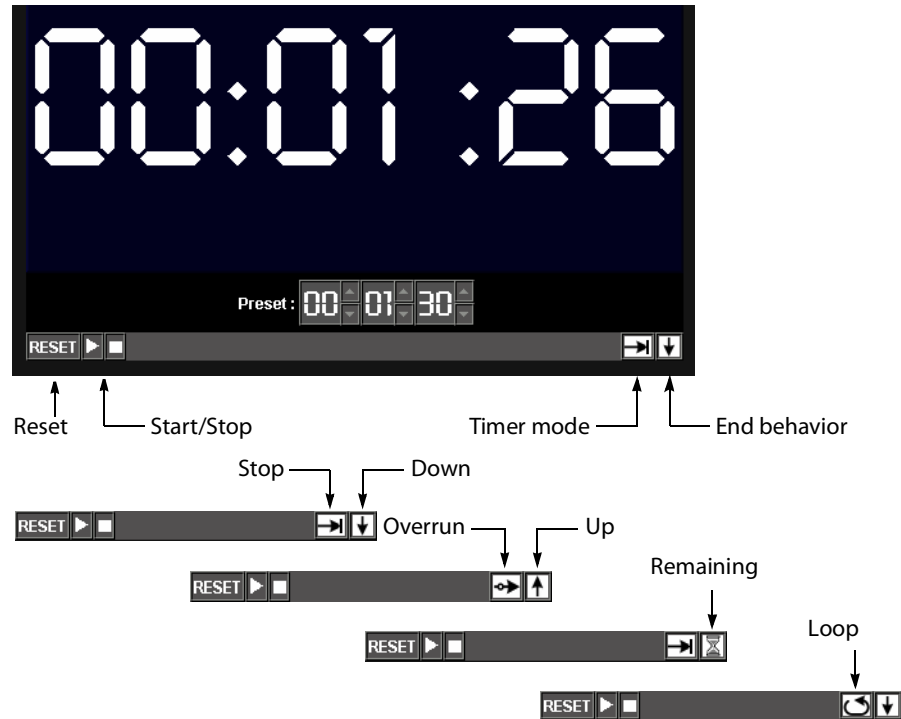 00:01:26
Preset: 00 01 30
RESET
Reset
Start/Stop
Timer mode
End behavior
Stop
Down
RESET
Overrun
Up
RESET
Remaining
RESET
Loop
RESET